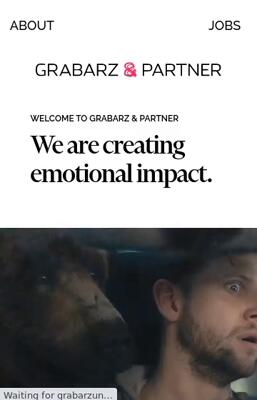 ABOUT
JOBS
GRABARZ & PARTNER
WELCOME TO GRABARZ & PARTNER
We are creating
emotional impact.
Waiting for grabarzun...